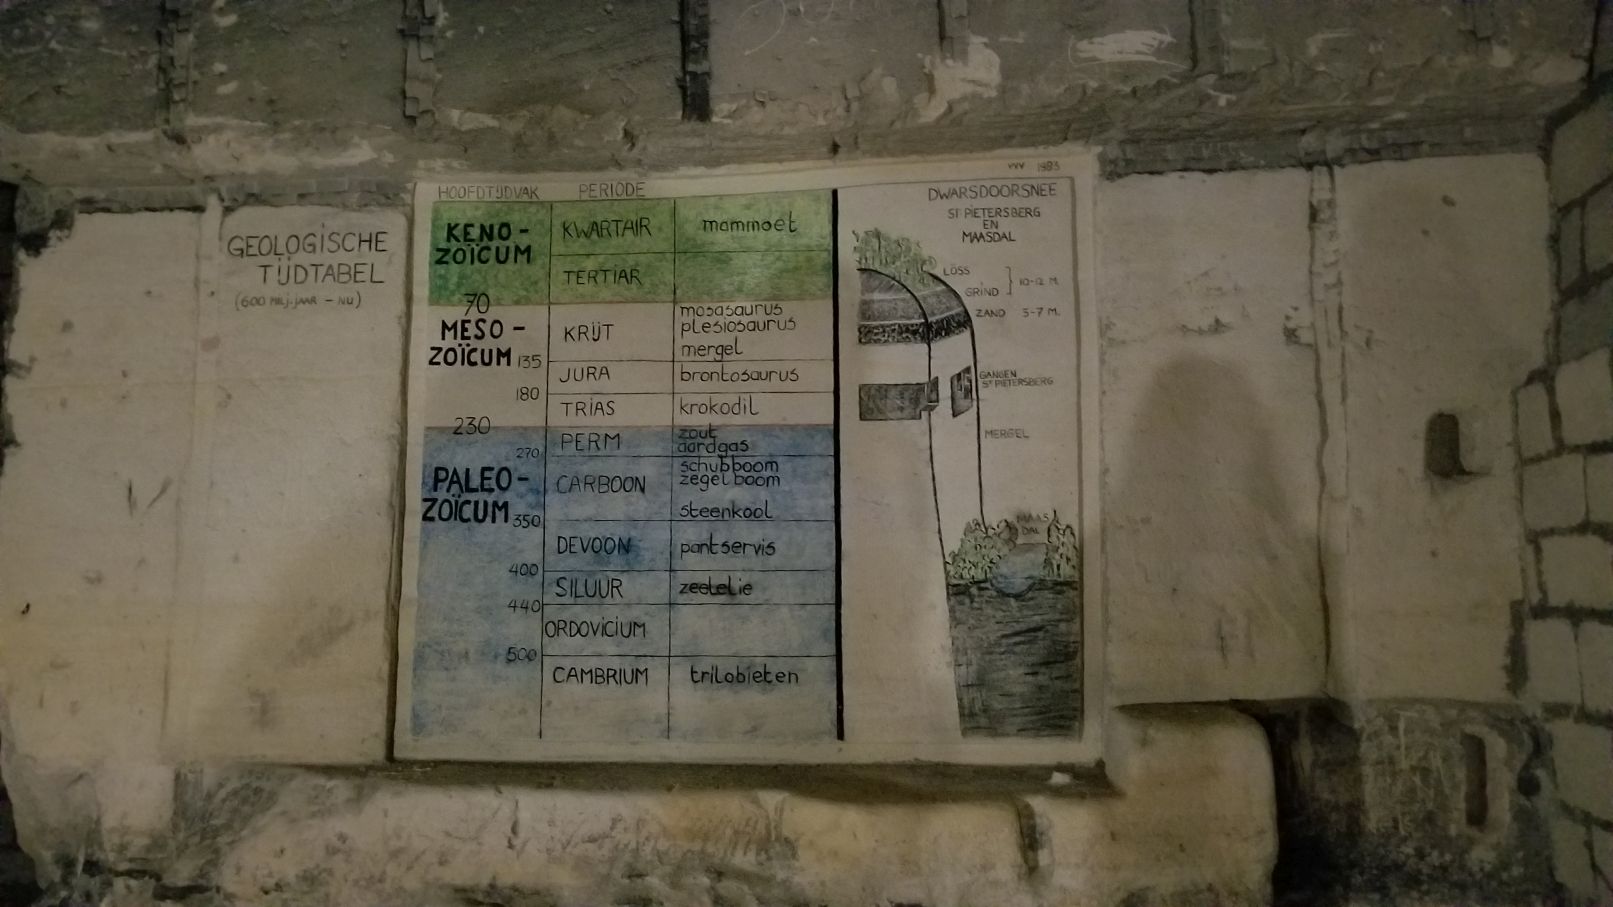 GEOLOGISCHE
TIJDTABEL
(600 MILJ. JAAR - NU)
HOOFDTIJDVAK PERIODE
KENO-
ZOÏCUM
KWARTAIR mammoet
TERTIAR
70
MESO-
ZOÏCUM
KRIJT mosasaurus
plesiosaurus
mergel
135
JURA brontosaurus
180
TRIAS krokodil
230
PALEO-
ZOÏCUM
PERM zout
aardgas
270
CARBOON schubboom
zegelboom
steenkool
350
DEVOON pantservis
400
SILUUR zeelelie
440
ORDOVICIUM
500
CAMBRIUM trilobieten
VVV 1983
DWARSDOORSNEE
ST PIETERSBERG
EN
MAASDAL
LÖSS
GRIND 10-12 M.
ZAND 5-7 M.
GANGEN
ST PIETERSBERG
MERGEL
MAAS
DAL